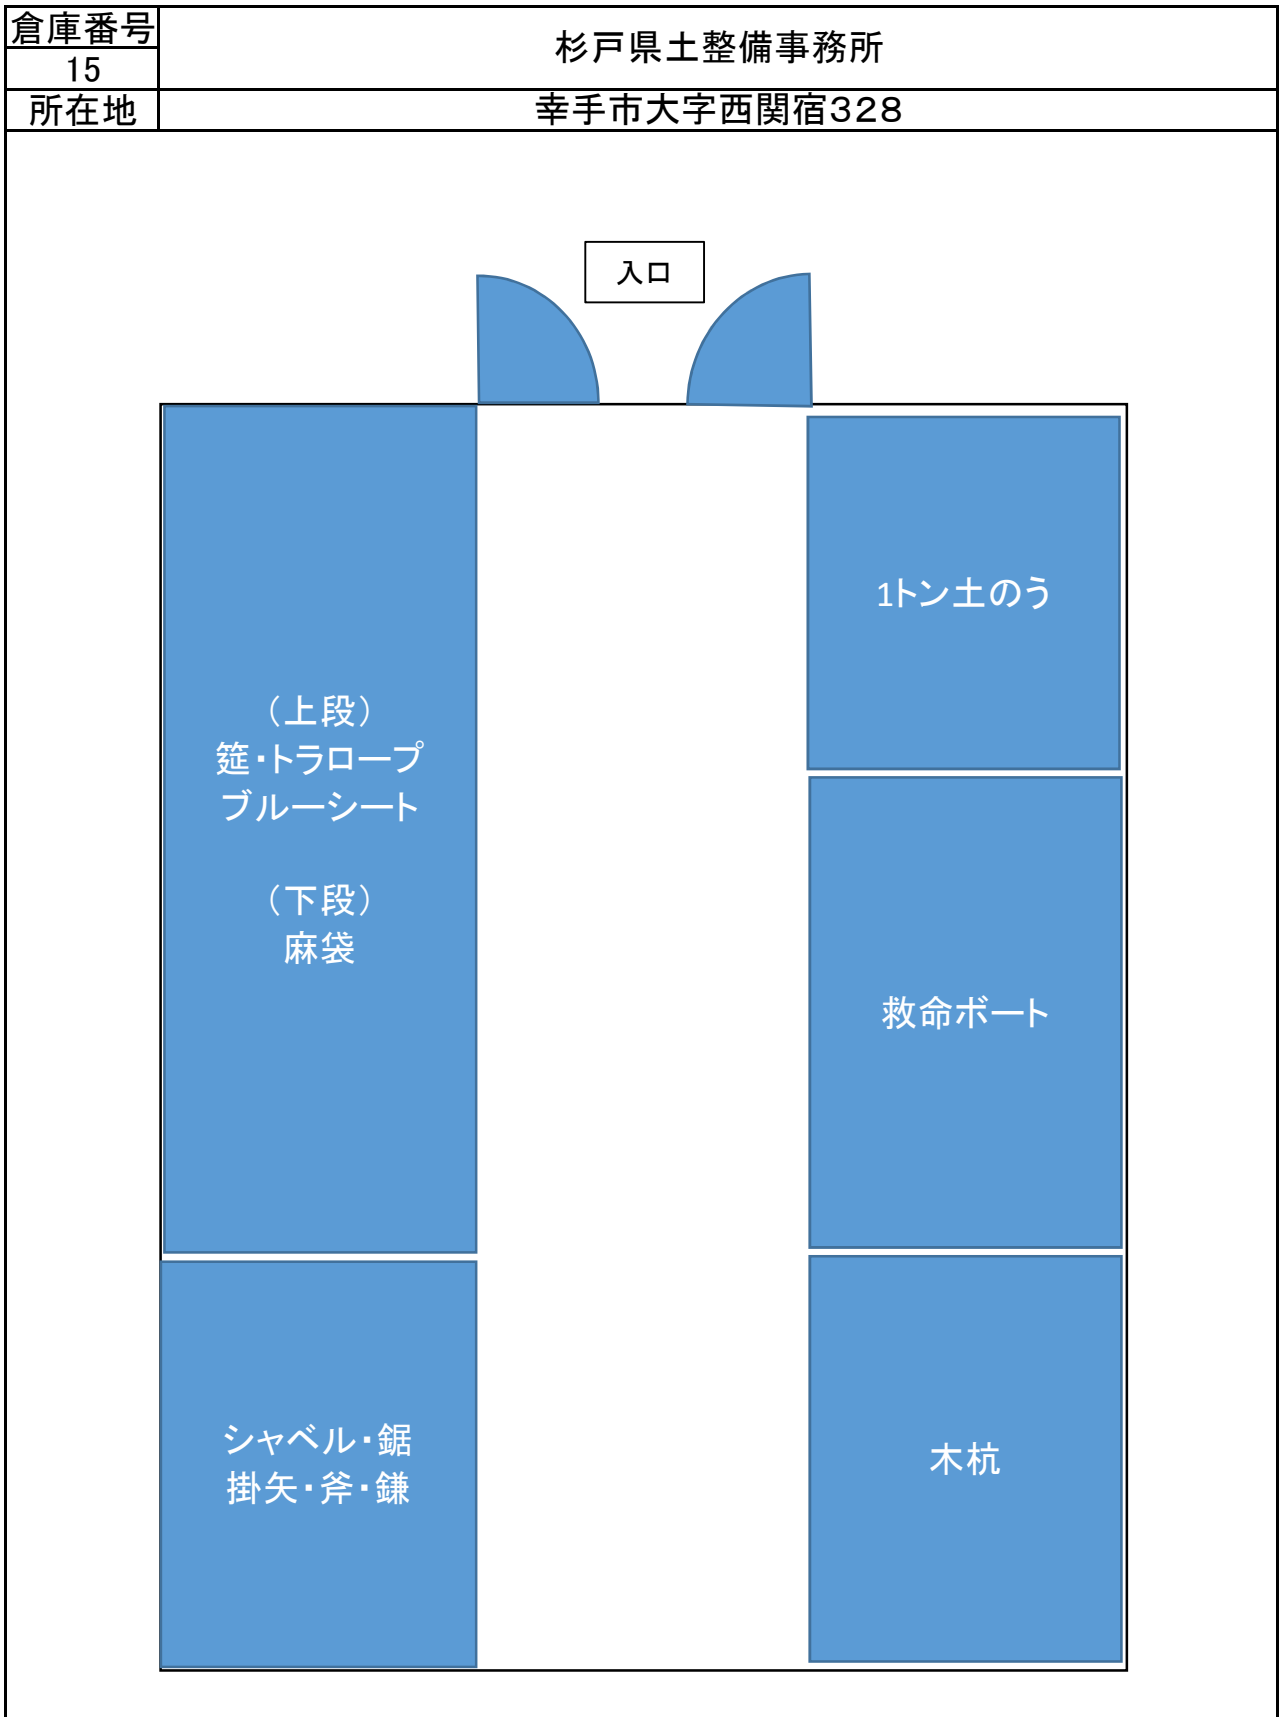 倉庫番号
15
杉戸県土整備事務所
所在地
幸手市大字西関宿328
入口
（上段）
筵・トラロープ
ブルーシート
（下段）
麻袋
1トン土のう
救命ボート
シャベル・鋸
掛矢・斧・鎌
木杭